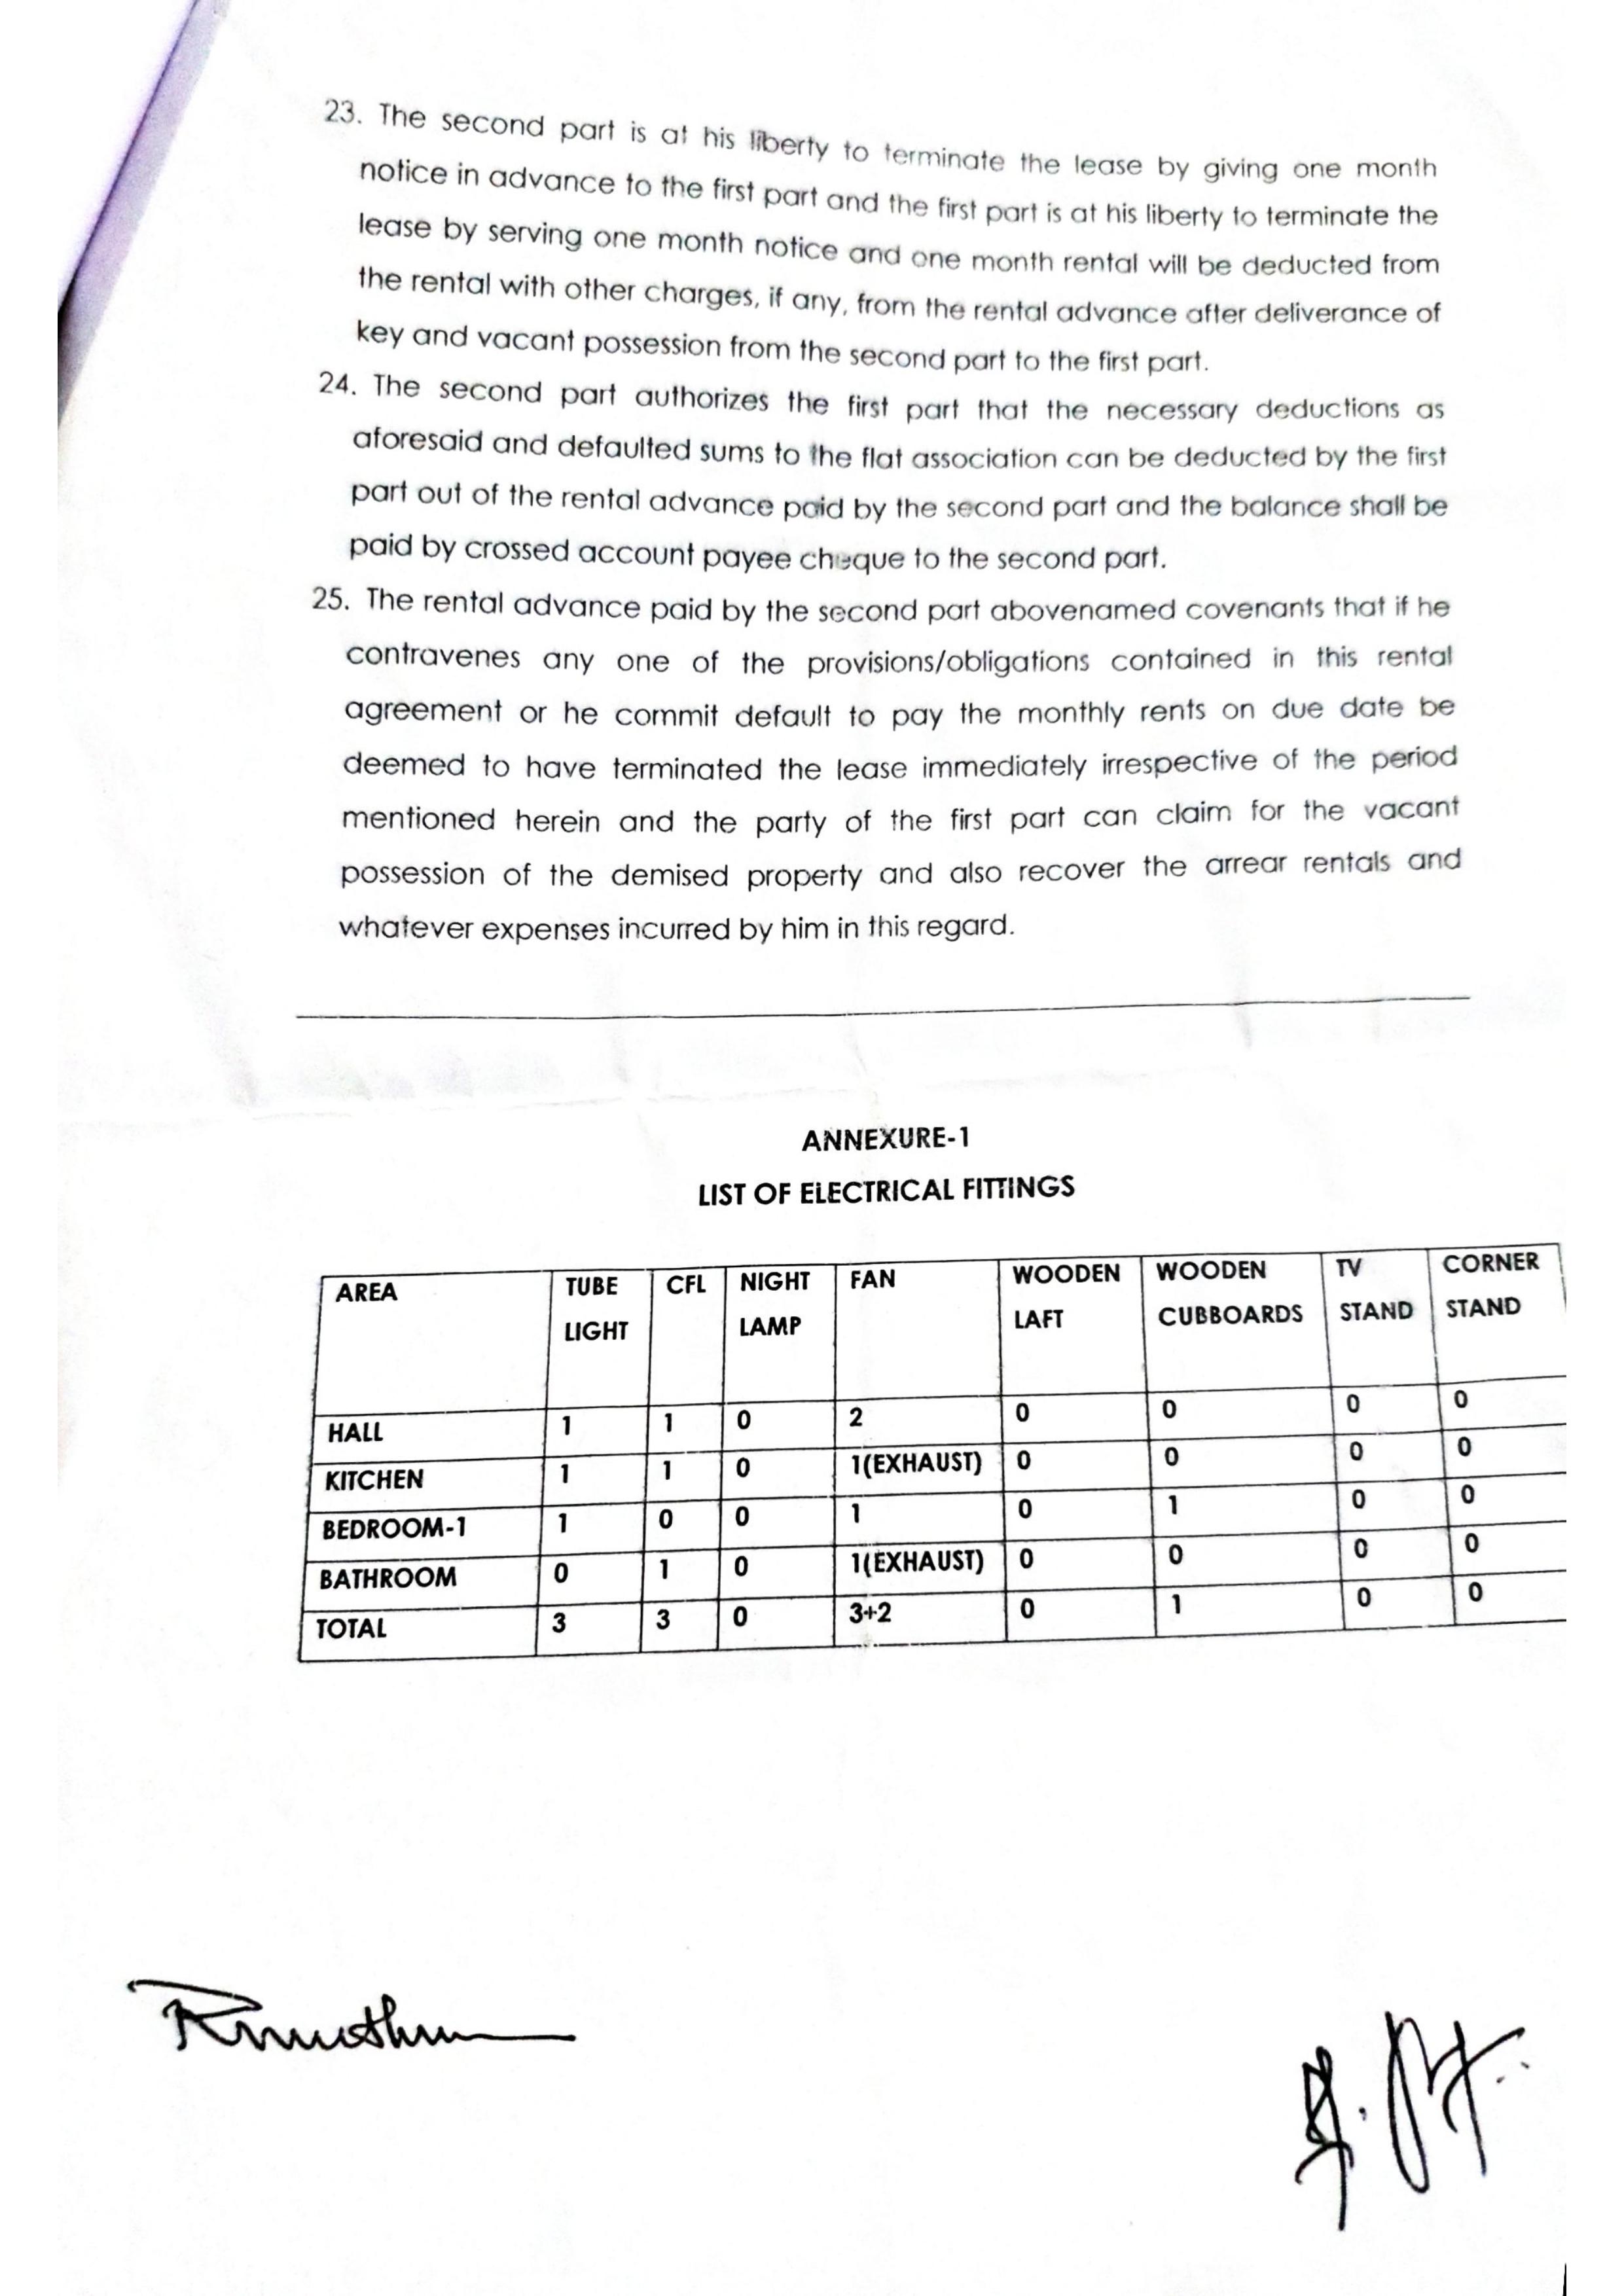 23. The second part is at his liberty to terminate the lease by giving one month
notice in advance to the first part and the first part is at his liberty to terminate the
lease by serving one month notice and one month rental will be deducted from
the rental with other charges, if any, from the rental advance after deliverance of
key and vacant possession from the second part to the first part.
24. The second part authorizes the first part that the necessary deductions as
aforesaid and defaulted sums to the flat association can be deducted by the first
part out of the rental advance paid by the second part and the balance shall be
paid by crossed account payee cheque to the second part.
25. The rental advance paid by the second part abovenamed covenants that if he
contravenes any one of the provisions/obligations contained in this rental
agreement or he commit default to pay the monthly rents on due date be
deemed to have terminated the lease immediately irrespective of the period
mentioned herein and the party of the first part can claim for the vacant
possession of the demised property and also recover the arrear rentals and
whatever expenses incurred by him in this regard.
ANNEXURE-1
LIST OF ELECTRICAL FITTINGS
AREA TUBE LIGHT CFL NIGHT LAMP FAN WOODEN LAFT WOODEN CUBBOARDS TV STAND CORNER STAND
HALL 1 1 0 2 0 0 0 0
KITCHEN 1 1 0 1(EXHAUST) 0 0 0 0
BEDROOM-1 1 0 0 1 0 1 0 0
BATHROOM 0 1 0 1(EXHAUST) 0 0 0 0
TOTAL 3 3 0 3+2 0 1 0 0